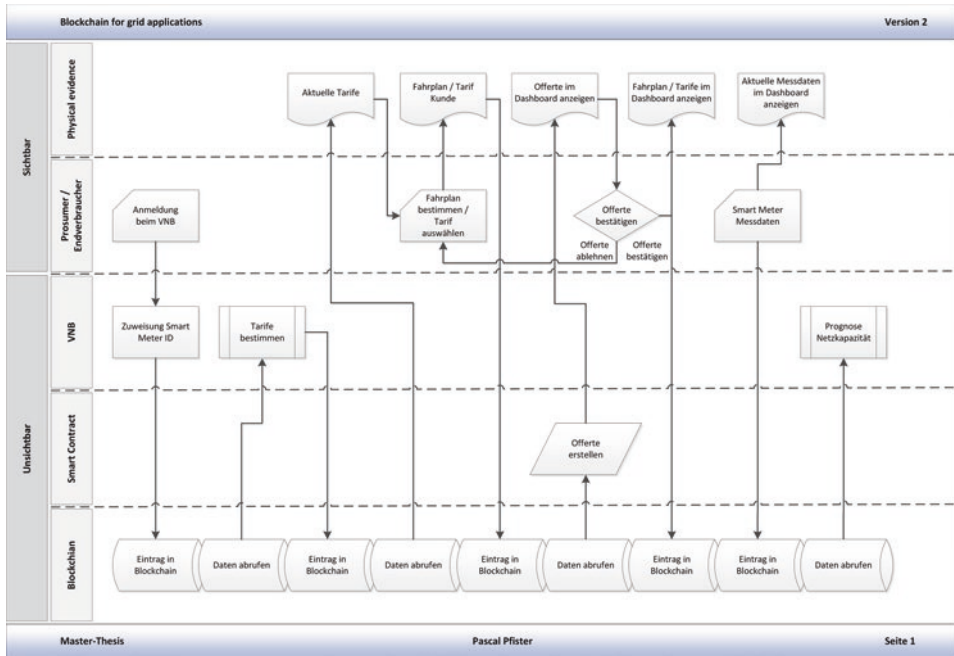 Blockchain for grid applications
Version 2
Sichtbar
Physical evidence
Aktuelle Tarife
Fahrplan / Tarif
Kunde
Offerte im
Dashboard anzeigen
Fahrplan / Tarife im
Dashboard anzeigen
Aktuelle Messdaten
im Dashboard
anzeigen
Prosumer /
Endverbraucher
Anmeldung
beim VNB
Fahrplan
bestimmen /
Tarif
auswählen
Offerte
bestätigen
Offerte
ablehnen
Offerte
bestätigen
Smart Meter
Messdaten
Unsichtbar
VNB
Zuweisung Smart
Meter ID
Tarife
bestimmen
Prognose
Netzkapazität
Smart Contract
Offerte
erstellen
Blockchian
Eintrag in
Blockchain
Daten abrufen
Eintrag in
Blockchain
Daten abrufen
Eintrag in
Blockchain
Daten abrufen
Eintrag in
Blockchain
Eintrag in
Blockchain
Daten abrufen
Master-Thesis
Pascal Pfister
Seite 1